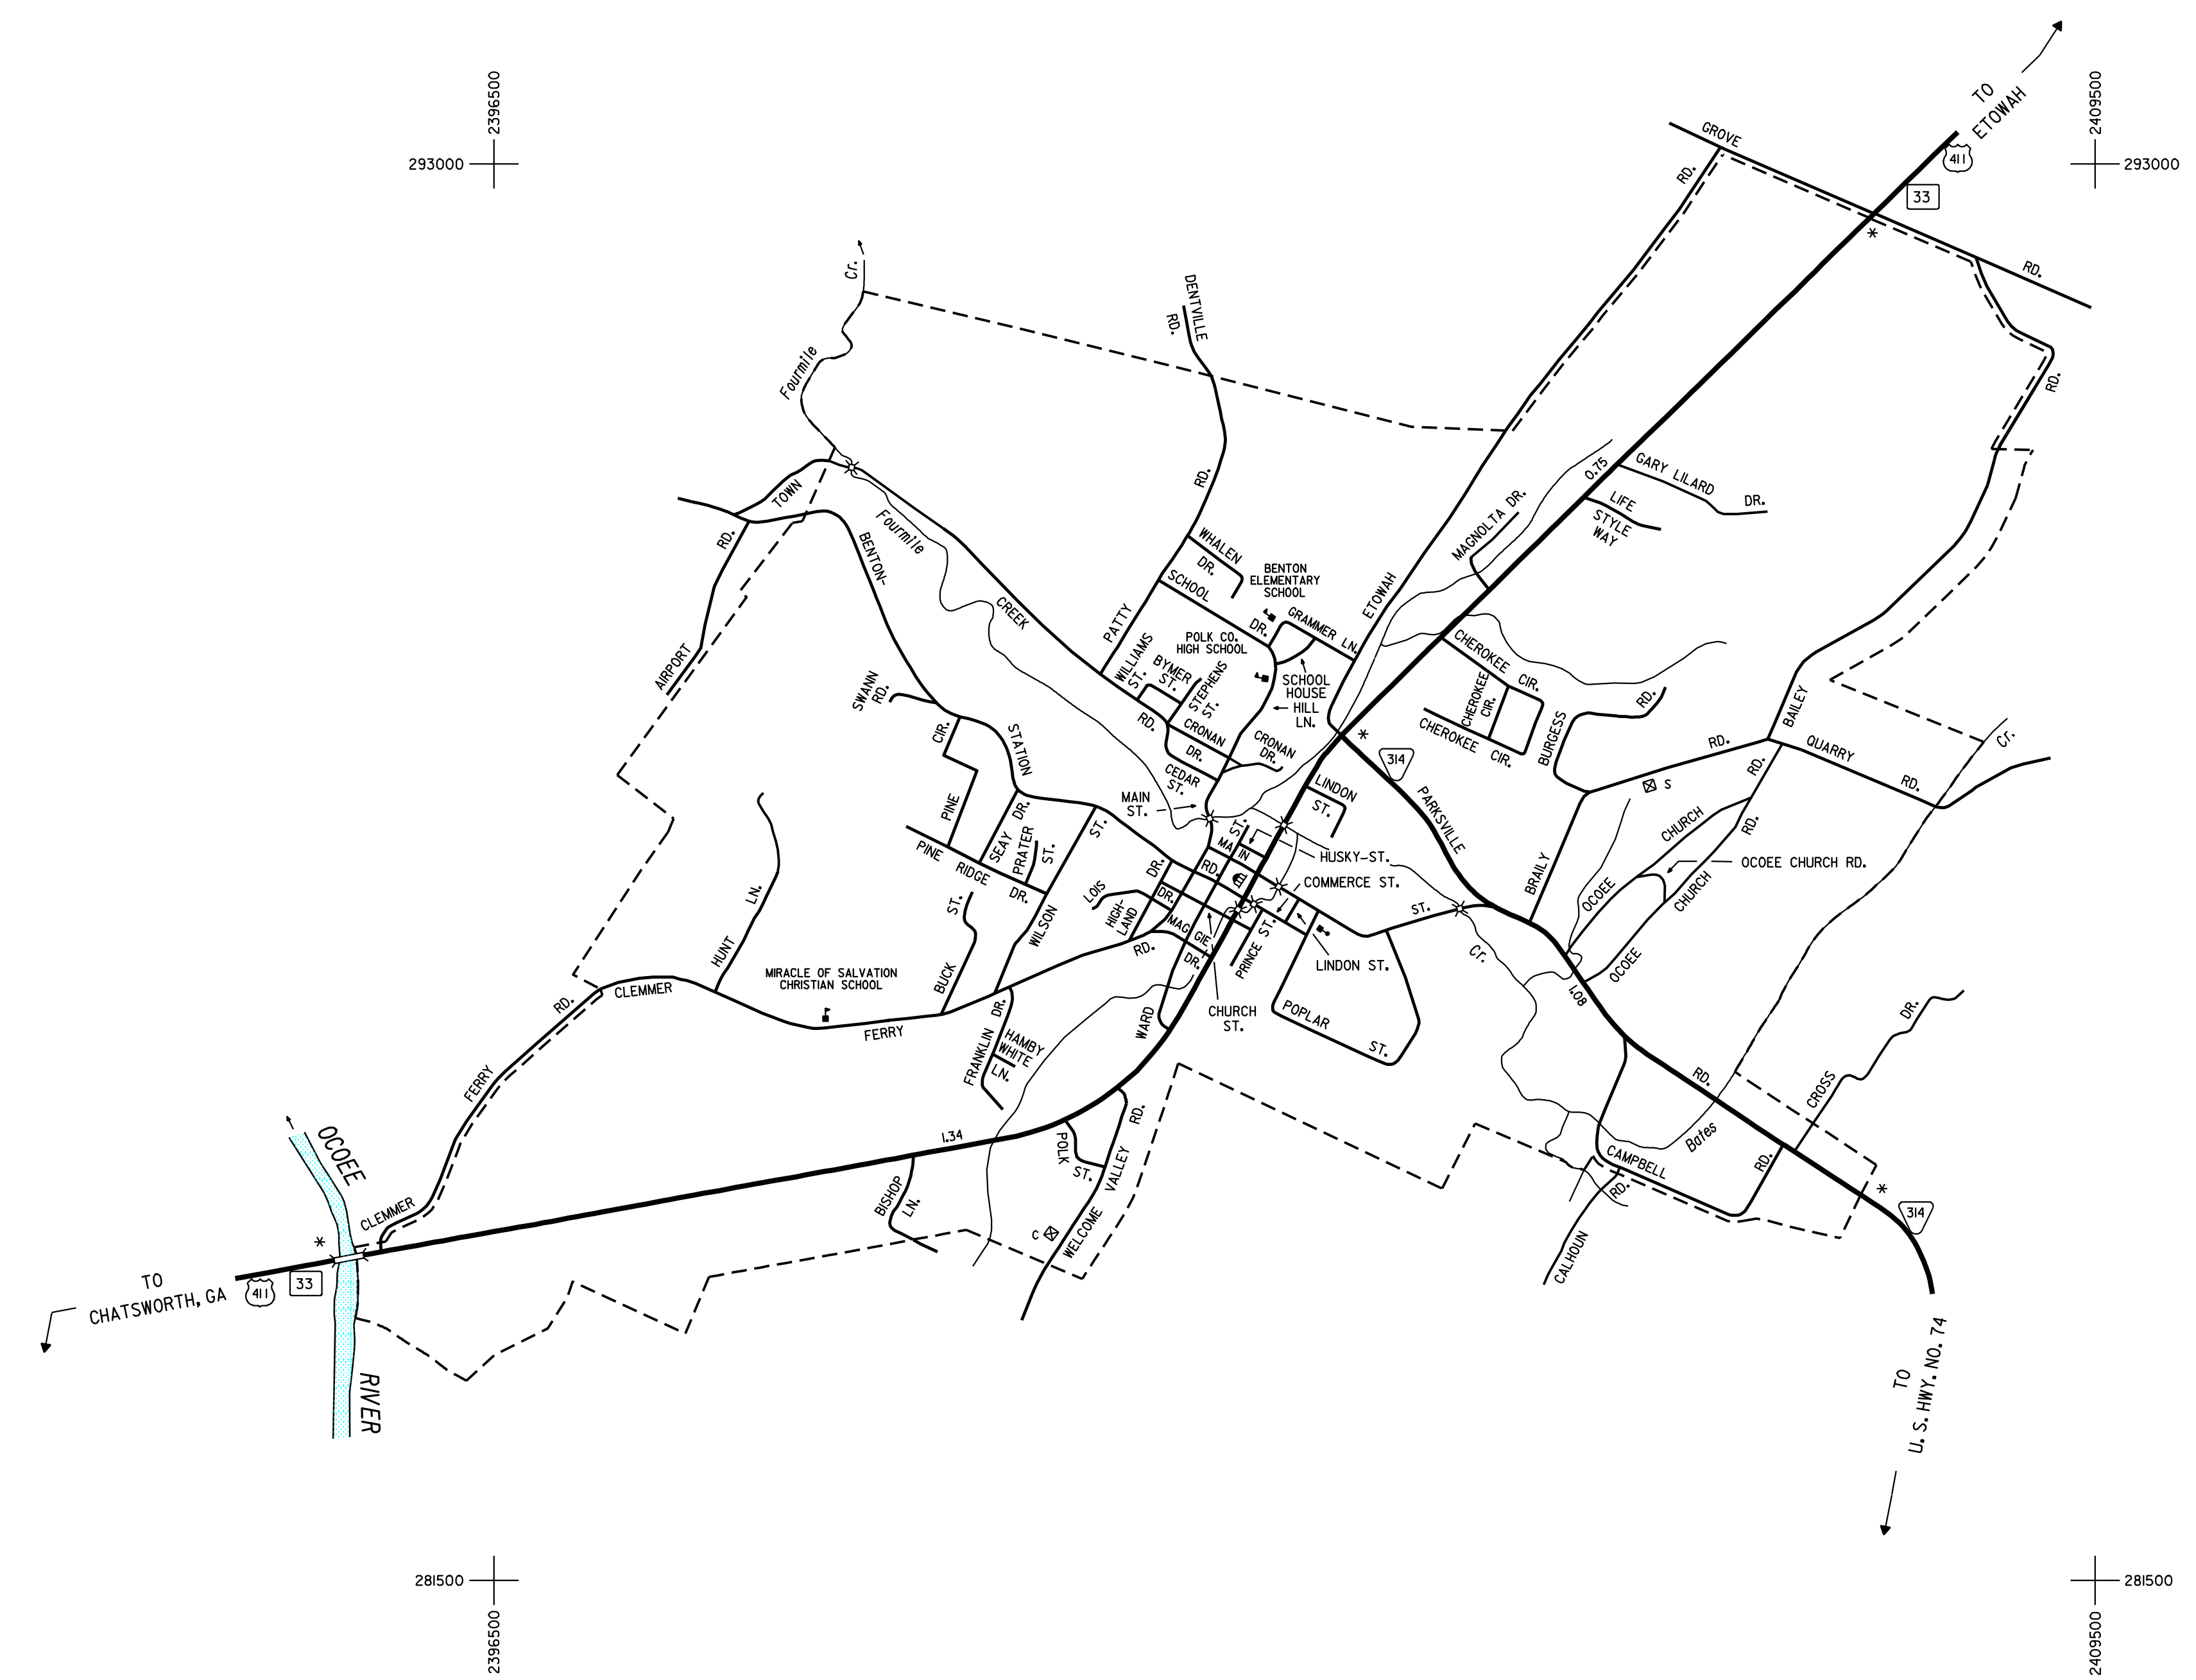 2396500
293000
2409500
293000
TO
ETOWAH
411
33
GROVE
RD.
RD.
RD.
Cr.
Fourmile
DENTVILLE
RD.
RD.
TOWN
RD.
BENTON-
Fourmile
CREEK
AIRPORT
WHALEN
DR.
SCHOOL
DR.
BENTON
ELEMENTARY
SCHOOL
GRAMMER LN.
ETOWAH
MAGNOLTA DR.
0.75
GARY LILARD
DR.
LIFE
STYLE
WAY
PATTY
WILLIAMS
ST.
BYMER
ST.
STEPHENS
ST.
POLK CO.
HIGH SCHOOL
SCHOOL
HOUSE
HILL
LN.
CHEROKEE
CIR.
CHEROKEE
CIR.
CHEROKEE
CIR.
BURGESS
RD.
BAILEY
RD.
QUARRY
RD.
Cr.
SWANN
RD.
CIR.
STATION
RD.
CRONAN
DR.
CRONAN
DR.
CEDAR
ST.
MAIN
ST.
314
LINDON
ST.
PARKSVILLE
S
RD.
PINE
SEAY
DR.
PRATER
ST.
ST.
PINE
RIDGE
DR.
WILSON
MAIN
ST.
HUSKY-ST.
COMMERCE ST.
CHURCH
RD.
OCOEE CHURCH RD.
OCOEE
CHURCH
OCOEE
BRAILY
LOIS
DR.
HIGH-
LAND
DR.
RD.
MAGGIE
DR.
RD.
PRINCE ST.
LINDON ST.
ST.
Cr.
HUNT
LN.
BUCK
ST.
MIRACLE OF SALVATION
CHRISTIAN SCHOOL
CLEMMER
RD.
FERRY
FERRY
FRANKLIN
DR.
HAMBY
WHITE
LN.
WARD
CHURCH
ST.
POPLAR
ST.
1.08
RD.
DR.
CROSS
1.34
POLK
ST.
RD.
VALLEY
WELCOME
C
BISHOP
LN.
Bates
CAMPBELL
RD.
RD.
CALHOUN
314
OCOEE
RIVER
CLEMMER
33
411
TO
CHATSWORTH, GA
TO
U. S. HWY. NO. 74
281500
2396500
281500
2409500